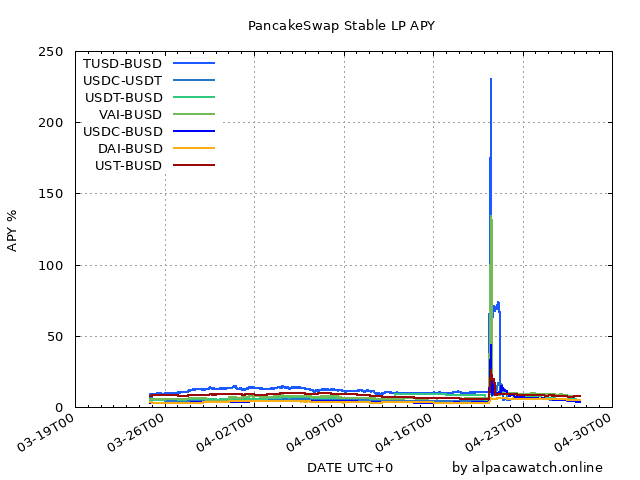 PancakeSwap Stable LP APY
250
200
150
100
50
0
APY %
TUSD-BUSD
USDC-USDT
USDT-BUSD
VAI-BUSD
USDC-BUSD
DAI-BUSD
UST-BUSD
03-19T00
03-26T00
04-02T00
04-09T00
04-16T00
04-23T00
04-30T00
DATE UTC+0
by alpacawatch.online